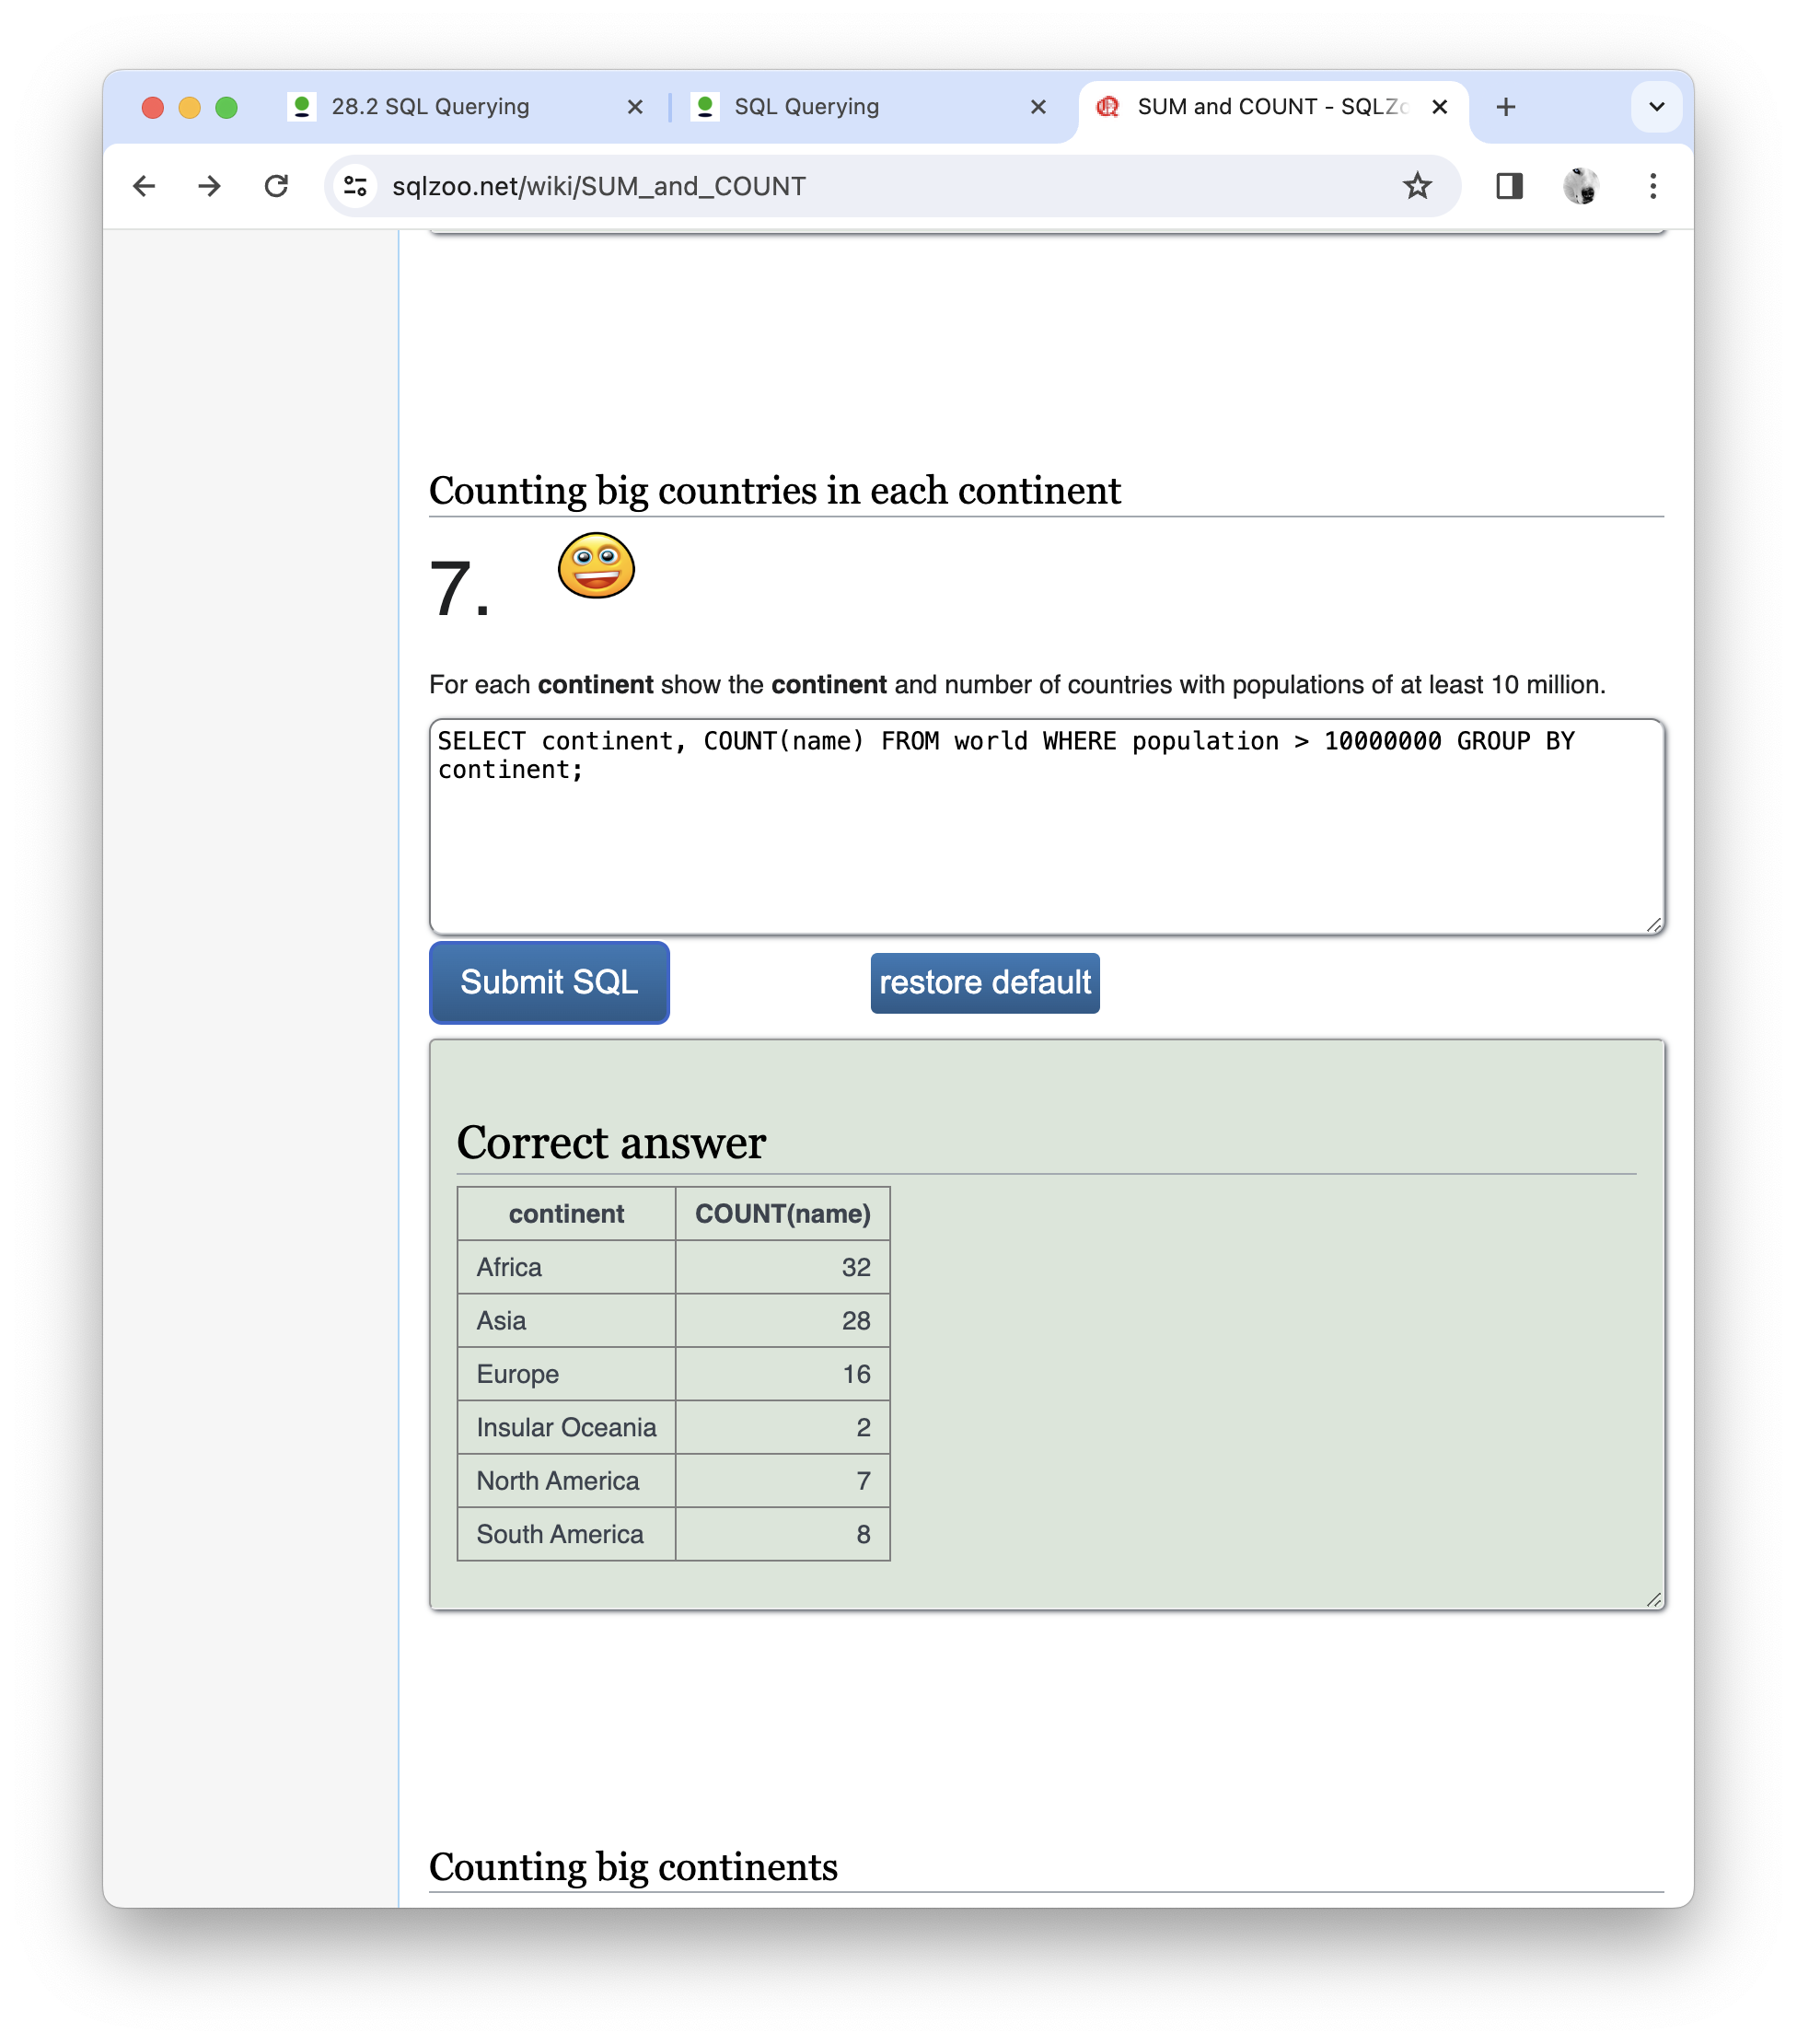 28.2 SQL Querying
SQL Querying
SUM and COUNT - SQLZo
sqlzoo.net/wiki/SUM_and_COUNT
Counting big countries in each continent
7.
For each continent show the continent and number of countries with populations of at least 10 million.
SELECT continent, COUNT(name) FROM world WHERE population > 10000000 GROUP BY
continent;
Submit SQL restore default
Correct answer
continent COUNT(name)
Africa 32
Asia 28
Europe 16
Insular Oceania 2
North America 7
South America 8
Counting big continents